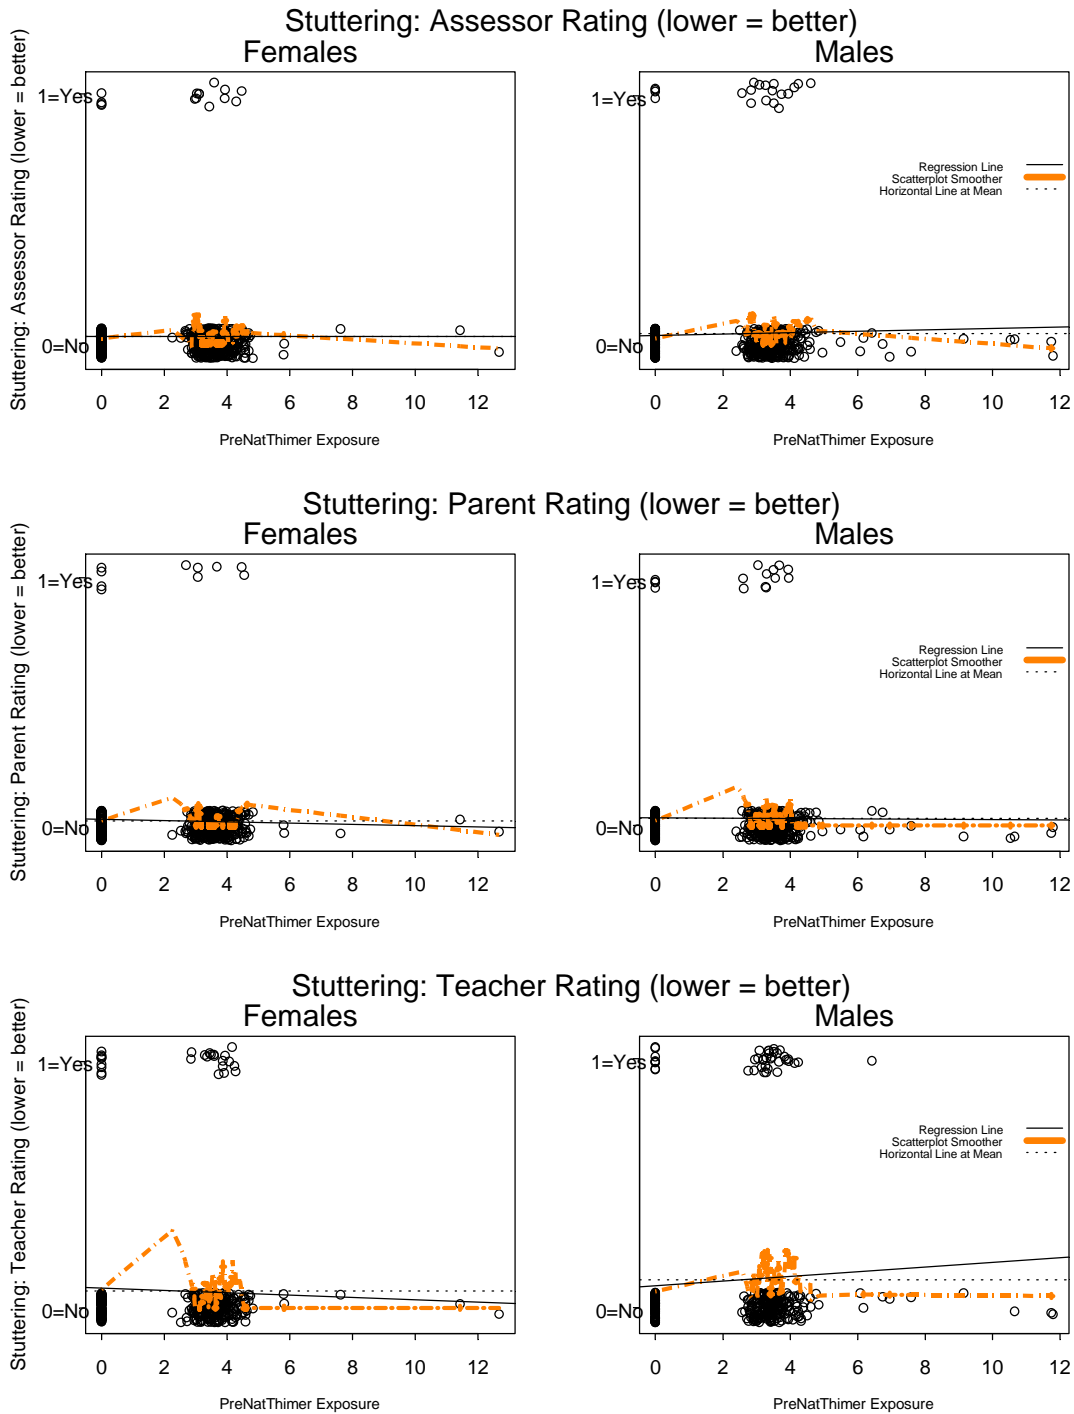 Stuttering: Assessor Rating (lower = better)
Females
Males
Stuttering: Assessor Rating (lower = better)
1=Yes
0=No
0 2 4 6 8 10 12
PreNatThimer Exposure
1=Yes
0=No
Regression Line
Scatterplot Smoother
Horizontal Line at Mean
0 2 4 6 8 10 12
PreNatThimer Exposure
Stuttering: Parent Rating (lower = better)
Females
Males
Stuttering: Parent Rating (lower = better)
1=Yes
0=No
0 2 4 6 8 10 12
PreNatThimer Exposure
1=Yes
0=No
Regression Line
Scatterplot Smoother
Horizontal Line at Mean
0 2 4 6 8 10 12
PreNatThimer Exposure
Stuttering: Teacher Rating (lower = better)
Females
Males
Stuttering: Teacher Rating (lower = better)
1=Yes
0=No
0 2 4 6 8 10 12
PreNatThimer Exposure
1=Yes
0=No
Regression Line
Scatterplot Smoother
Horizontal Line at Mean
0 2 4 6 8 10 12
PreNatThimer Exposure